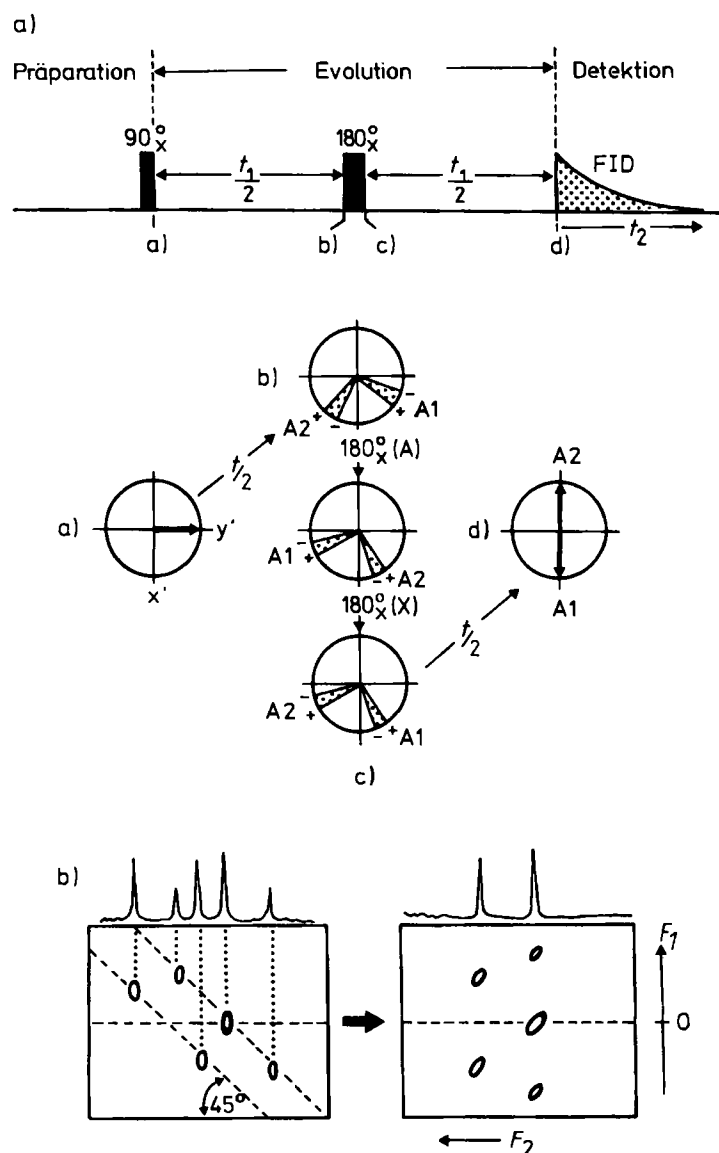 a)
Präparation Evolution Detektion
90°x 180°x
t1/2 t1/2 FID
a) b) c) d) t2
b)
A2 + - - + A1
180°x (A)
t/2
a) y' x'
A1 - + - + A2
d) A2 A1
180°x (X)
t/2
A2 - + - + A1
c)
b)
F1
0
45°
F2